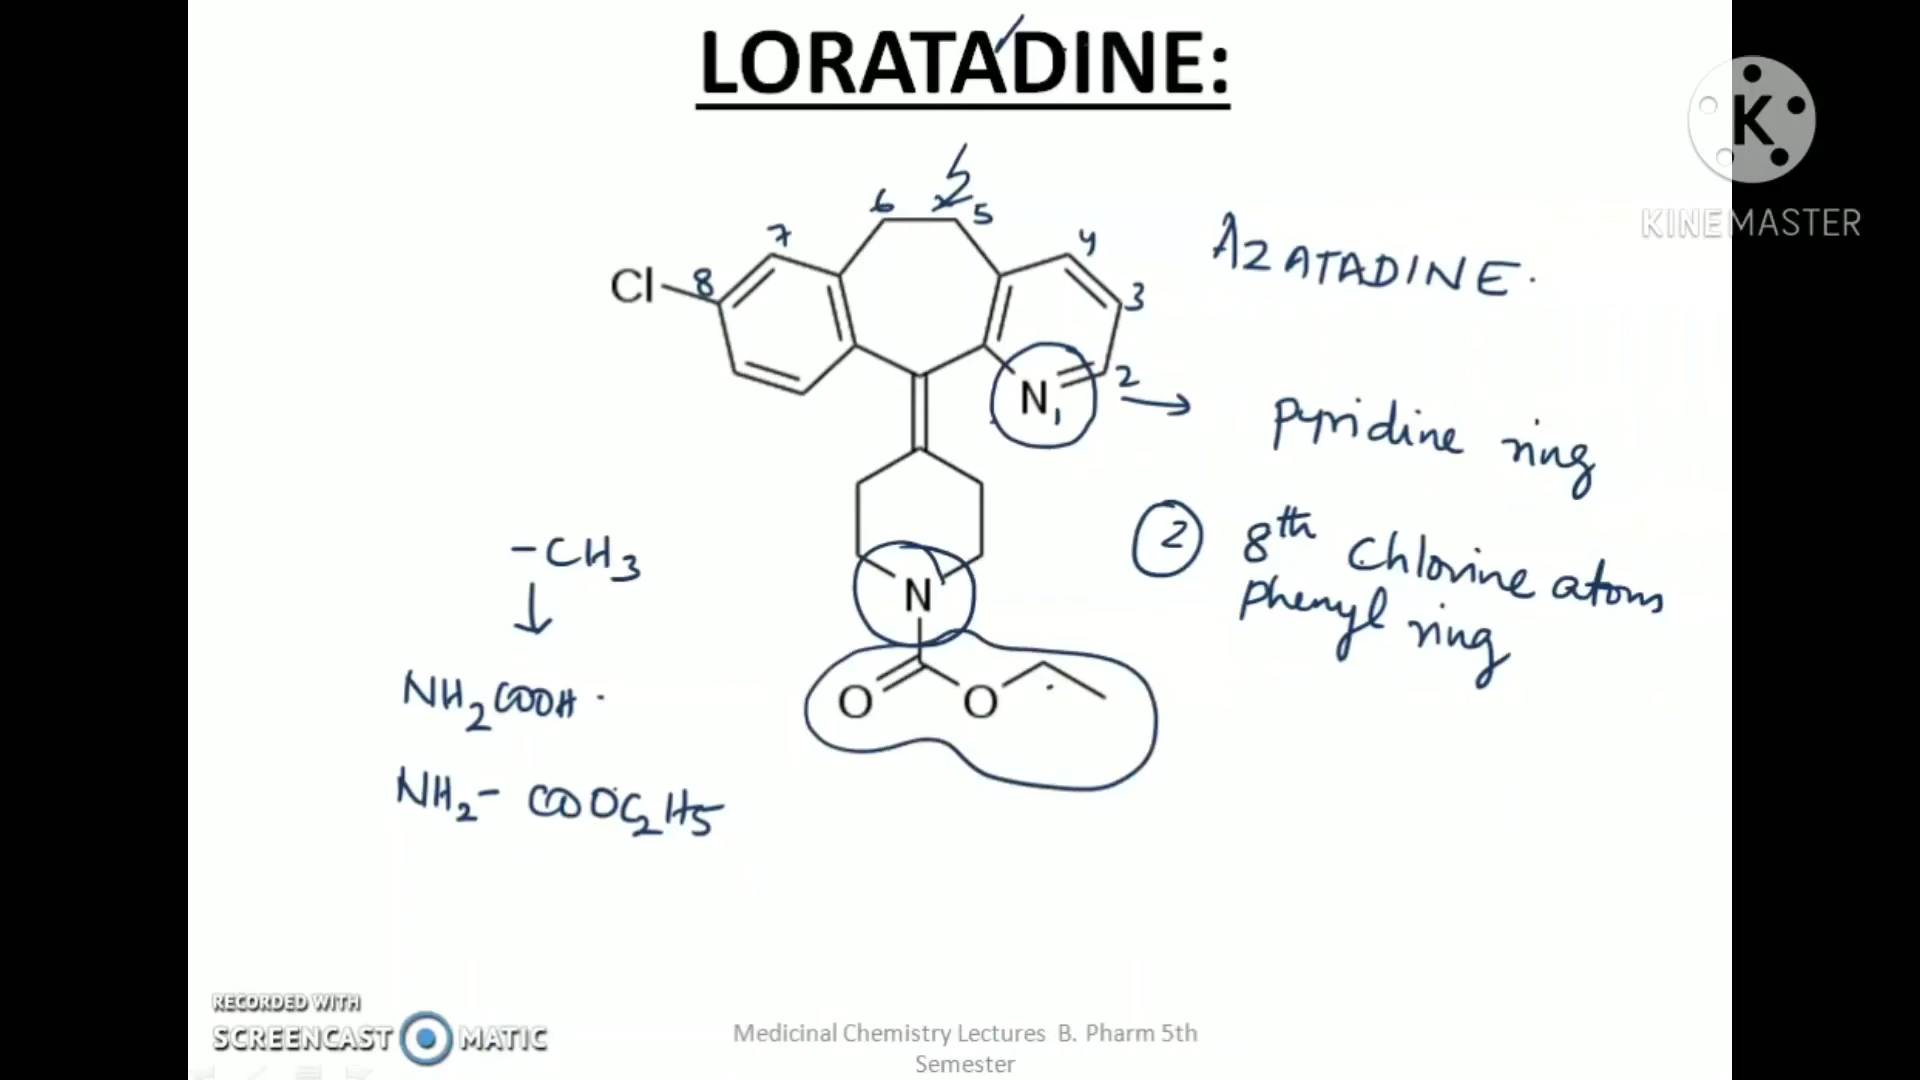 LORATADINE:
K
KINEMASTER
6
5
7
4
Cl
8
3
AZATADINE.
N1
2
Pyridine ring
-CH3
2
8th Chlorine atoms
Phenyl ring
N
NH2COOH.
O
O
NH2- COOC2H5
RECORDED WITH
SCREENCAST MATIC
Medicinal Chemistry Lectures B. Pharm 5th
Semester